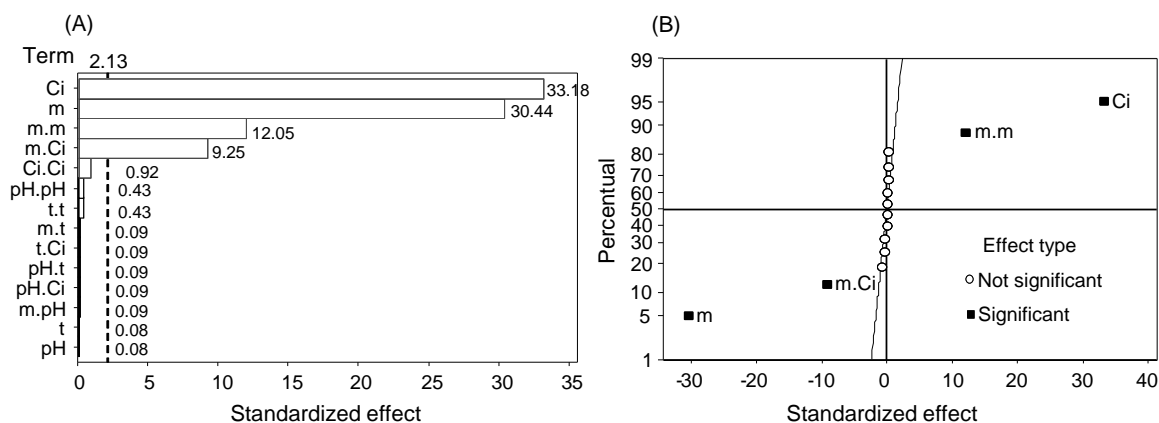 (A)
Term
2.13
Ci
33.18
m
30.44
m.m
12.05
m.Ci
9.25
Ci.Ci
0.92
pH.pH
0.43
t.t
0.43
m.t
0.09
t.Ci
0.09
pH.t
0.09
pH.Ci
0.09
m.pH
0.09
t
0.08
pH
0.08
0 5 10 15 20 25 30 35
Standardized effect
(B)
Percentual
99
95
90
80
70
60
50
40
30
20
10
5
1
Ci
m.m
m.Ci
m
Effect type
Not significant
Significant
-30 -20 -10 0 10 20 30 40
Standardized effect